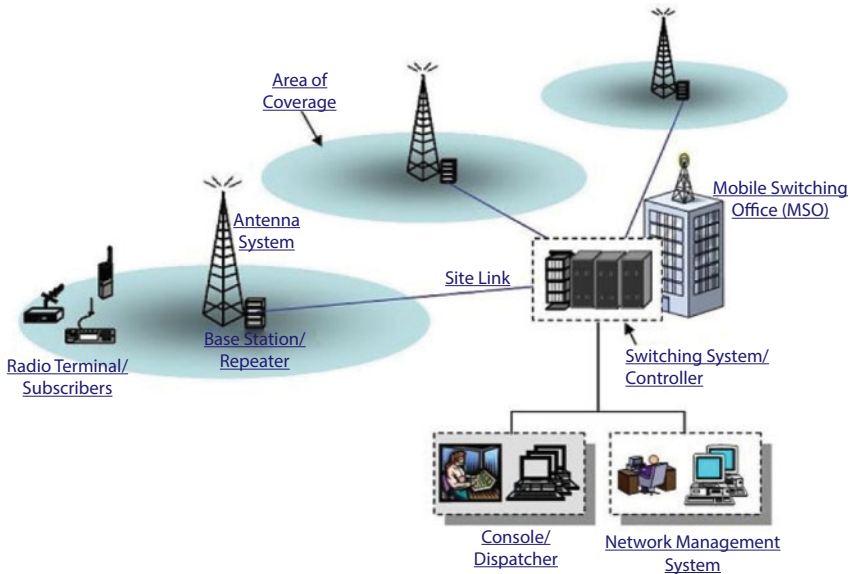 Area of
Coverage
Mobile Switching
Office (MSO)
Antenna
System
Site Link
Base Station/
Repeater
Radio Terminal/
Subscribers
Switching System/
Controller
Console/
Dispatcher
Network Management
System